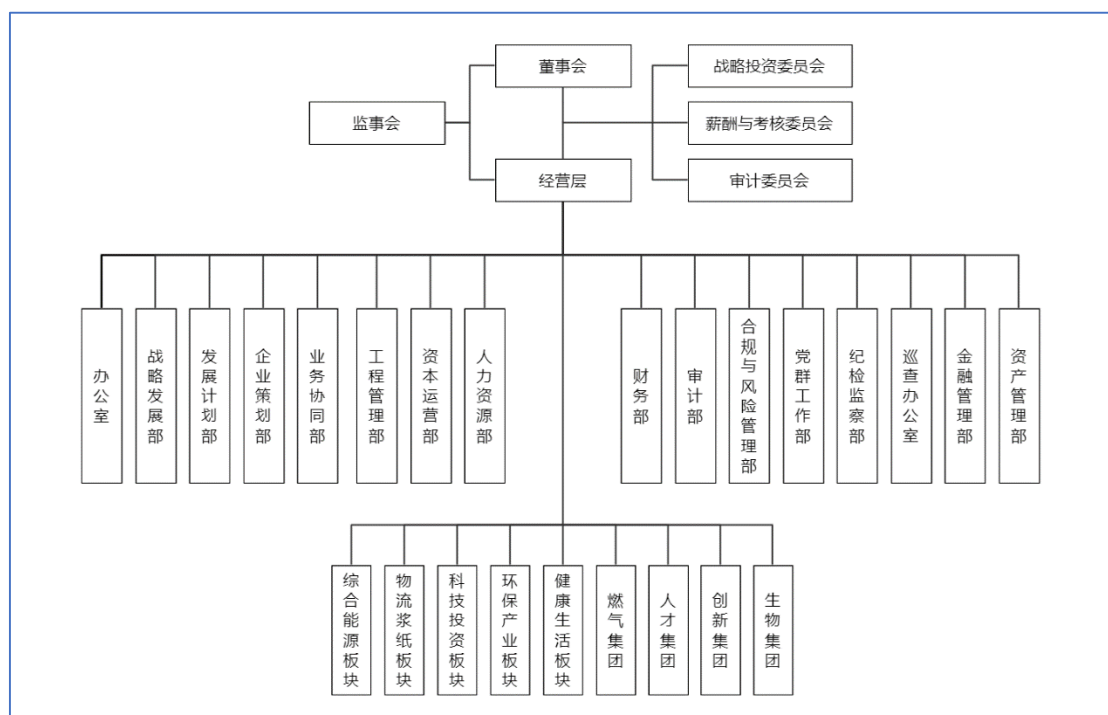 董事会
战略投资委员会
监事会
薪酬与考核委员会
经营层
审计委员会
办公室
战略发展部
发展计划部
企业策划部
业务协同部
工程管理部
资本运营部
人力资源部
财务部
审计部
合规与风险管理部
党群工作部
纪检监察部
巡查办公室
金融管理部
资产管理部
综合能源板块
物流浆纸板块
科技投资板块
环保产业板块
健康生活板块
燃气集团
人才集团
创新集团
生物集团